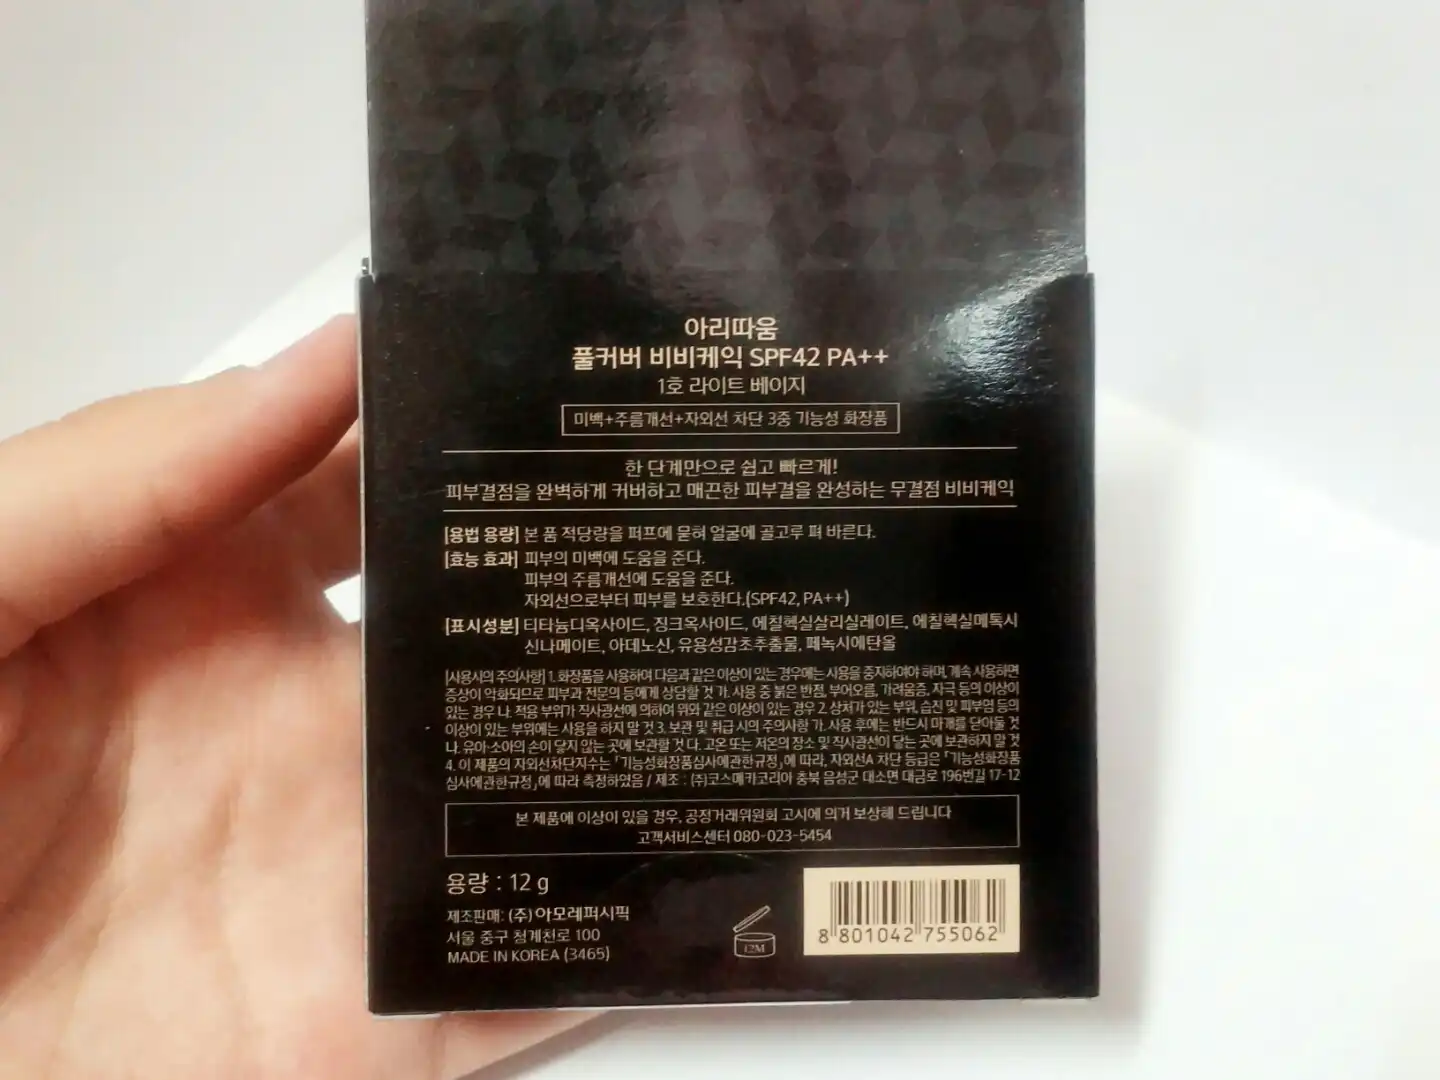 아리따움
풀커버 비비케익 SPF42 PA++
1호 라이트 베이지
미백+주름개선+자외선 차단 3중 기능성 화장품
한 단계만으로 쉽고 빠르게!
피부결점을 완벽하게 커버하고 매끈한 피부결을 완성하는 무결점 비비케익
[용법 용량] 본 품 적당량을 퍼프에 묻혀 얼굴에 골고루 펴 바른다.
[효능 효과] 피부의 미백에 도움을 준다.
피부의 주름개선에 도움을 준다.
자외선으로부터 피부를 보호한다.(SPF42, PA++)
[표시성분] 티타늄디옥사이드, 징크옥사이드, 에칠헥실살리실레이트, 에칠헥실메톡시
신나메이트, 아데노신, 유용성감초추출물, 페녹시에탄올
[사용시의 주의사항] 1. 화장품을 사용하여 다음과 같은 이상이 있는 경우에는 사용을 중지하여야 하며, 계속 사용하면
증상이 악화되므로 피부과 전문의 등에게 상담할 것 가. 사용 중 붉은 반점, 부어오름, 가려움증, 자극 등의 이상이
있는 경우 나. 적용 부위가 직사광선에 의하여 위와 같은 이상이 있는 경우 2. 상처가 있는 부위, 습진 및 피부염 등의
이상이 있는 부위에는 사용을 하지 말 것 3. 보관 및 취급 시의 주의사항 가. 사용 후에는 반드시 마개를 닫아둘 것
나. 유아·소아의 손이 닿지 않는 곳에 보관할 것 다. 고온 또는 저온의 장소 및 직사광선이 닿는 곳에 보관하지 말 것
4. 이 제품의 자외선차단지수는 「기능성화장품심사에관한규정」에 따라, 자외선A 차단 등급은 「기능성화장품
심사에관한규정」에 따라 측정하였음 / 제조 : (주)코스메카코리아 충북 음성군 대소면 대금로 196번길 17-12
본 제품에 이상이 있을 경우, 공정거래위원회 고시에 의거 보상해 드립니다
고객서비스센터 080-023-5454
용량 : 12 g
제조판매: (주)아모레퍼시픽
서울 중구 청계천로 100
MADE IN KOREA (3465)
12M
8 801042 755062